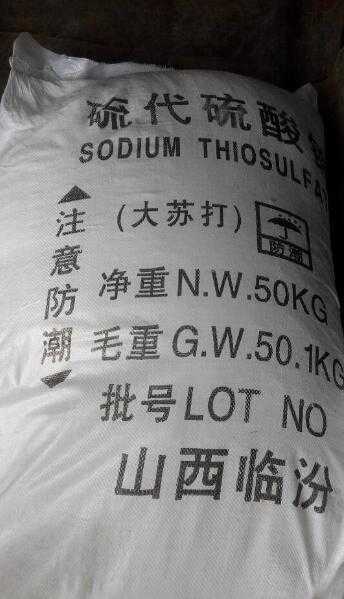 硫代硫酸
SODIUM THIOSULFA
(大苏打)
防潮
注意防潮
净重N.W.50KG
毛重G.W.50.1KG
批号LOT NO
山西临汾